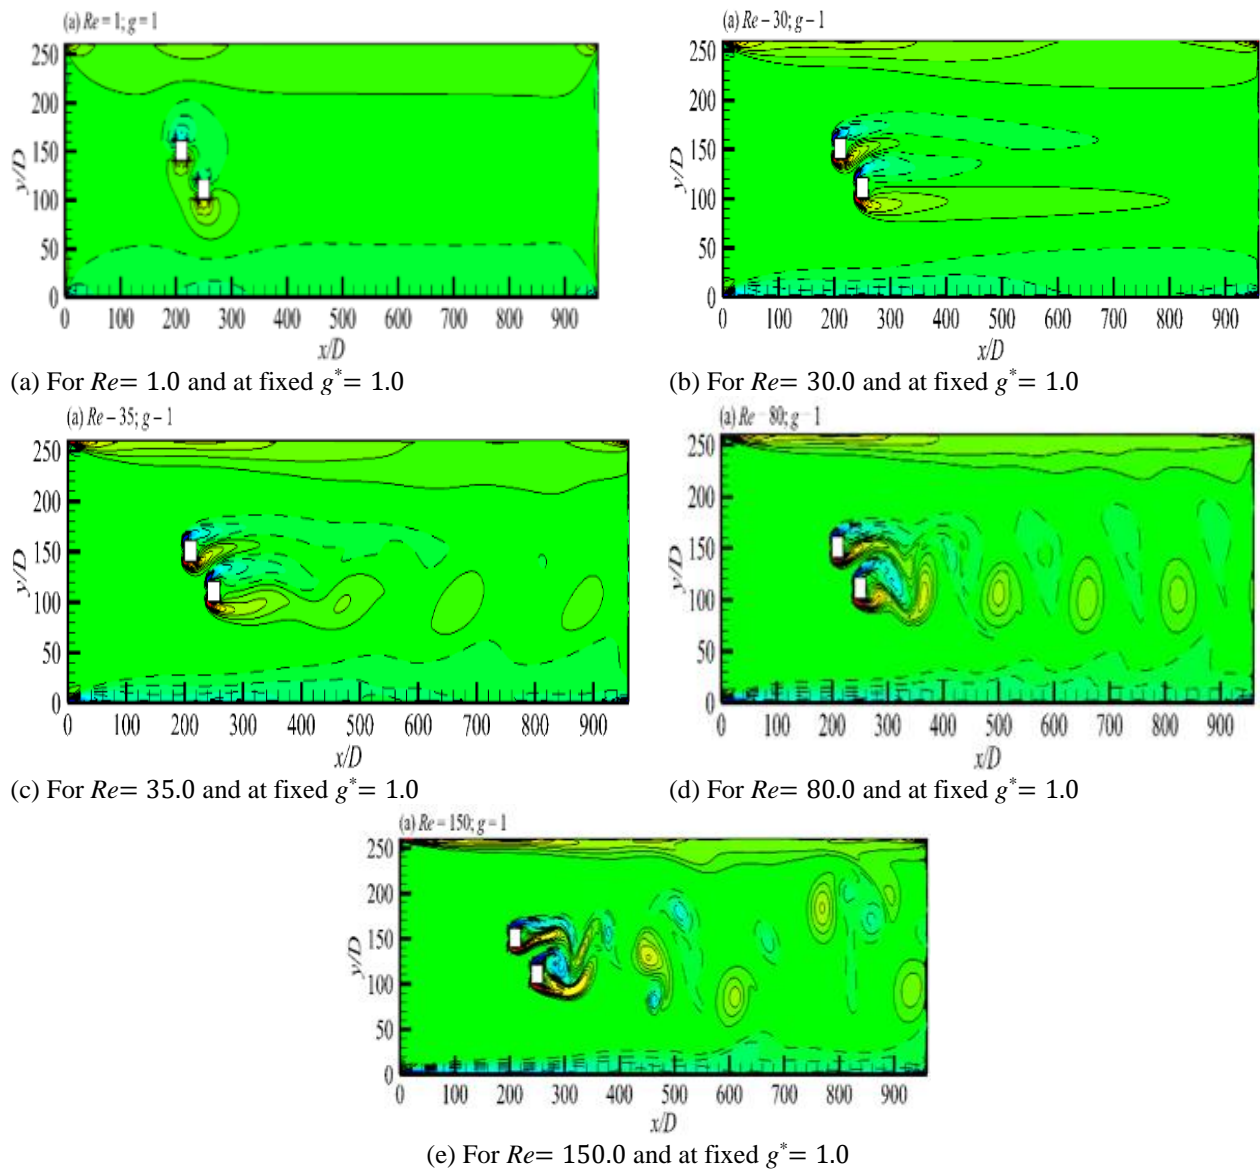 (a) Re = 1; g = 1
250
200
150
100
50
0
y/D
0 100 200 300 400 500 600 700 800 900
x/D
(a) For Re= 1.0 and at fixed g*= 1.0
(a) Re – 30; g – 1
250
200
150
100
50
0
y/D
0 100 200 300 400 500 600 700 800 900
x/D
(b) For Re= 30.0 and at fixed g*= 1.0
(a) Re – 35; g – 1
250
200
150
100
50
0
y/D
0 100 200 300 400 500 600 700 800 900
x/D
(c) For Re= 35.0 and at fixed g*= 1.0
(a) Re – 80; g – 1
250
200
150
100
50
0
y/D
0 100 200 300 400 500 600 700 800 900
x/D
(d) For Re= 80.0 and at fixed g*= 1.0
(a) Re = 150; g = 1
250
200
150
100
50
0
y/D
0 100 200 300 400 500 600 700 800 900
x/D
(e) For Re= 150.0 and at fixed g*= 1.0